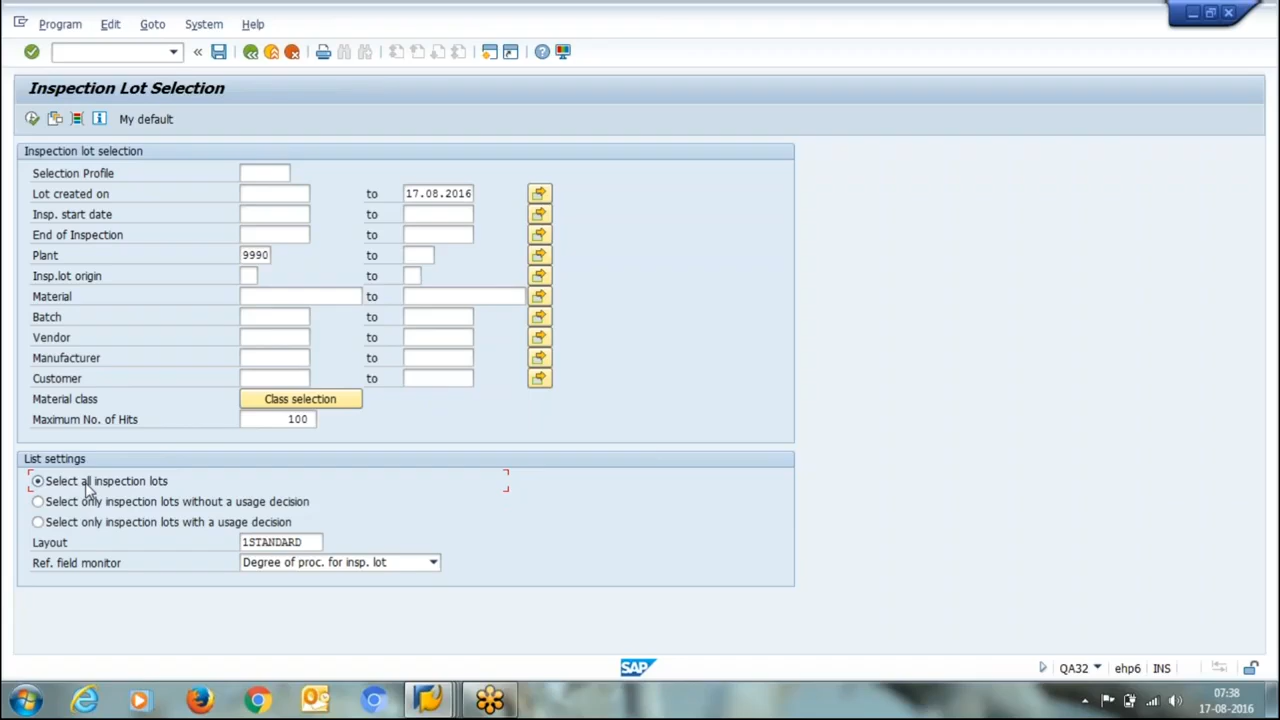 Program Edit Goto System Help
Inspection Lot Selection
My default
Inspection lot selection
Selection Profile
Lot created on to 17.08.2016
Insp. start date to
End of Inspection to
Plant 9990 to
Insp.lot origin to
Material to
Batch to
Vendor to
Manufacturer to
Customer to
Material class Class selection
Maximum No. of Hits 100
List settings
Select all inspection lots
Select only inspection lots without a usage decision
Select only inspection lots with a usage decision
Layout 1STANDARD
Ref. field monitor Degree of proc. for insp. lot
SAP QA32 ehp6 INS
07:38
17-08-2016